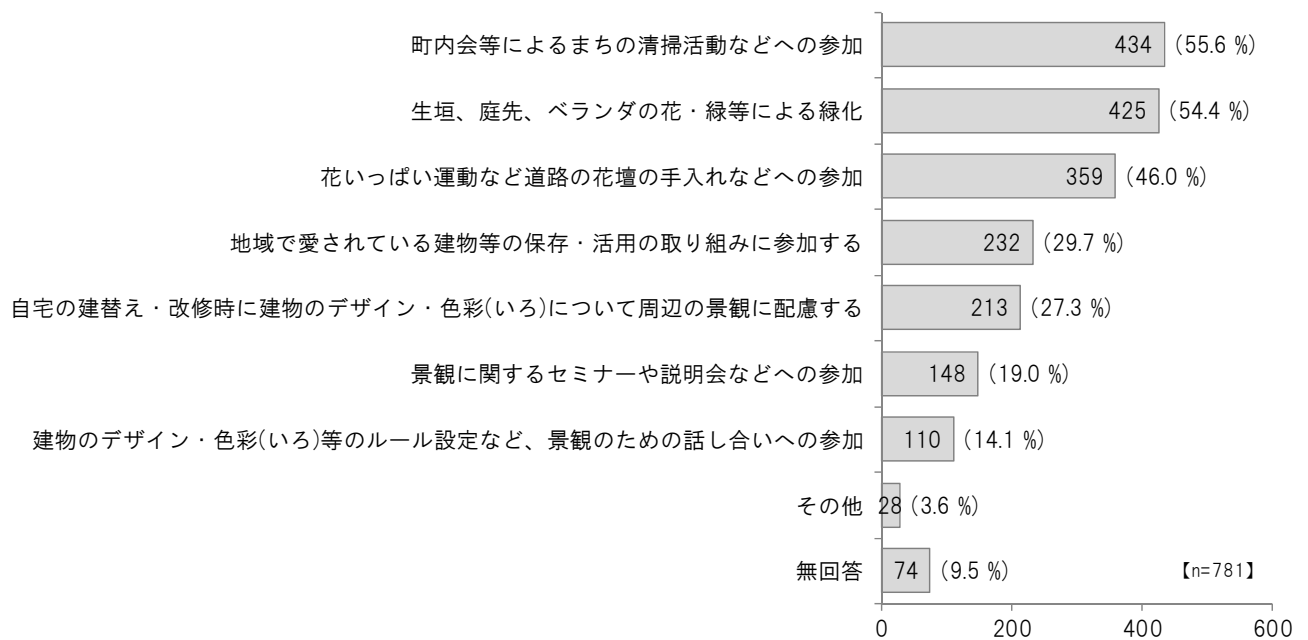 町内会等によるまちの清掃活動などへの参加 434 (55.6 %)
生垣、庭先、ベランダの花・緑等による緑化 425 (54.4 %)
花いっぱい運動など道路の花壇の手入れなどへの参加 359 (46.0 %)
地域で愛されている建物等の保存・活用の取り組みに参加する 232 (29.7 %)
自宅の建替え・改修時に建物のデザイン・色彩(いろ)について周辺の景観に配慮する 213 (27.3 %)
景観に関するセミナーや説明会などへの参加 148 (19.0 %)
建物のデザイン・色彩(いろ)等のルール設定など、景観のための話し合いへの参加 110 (14.1 %)
その他 28 (3.6 %)
無回答 74 (9.5 %) 【n=781】
0 200 400 600